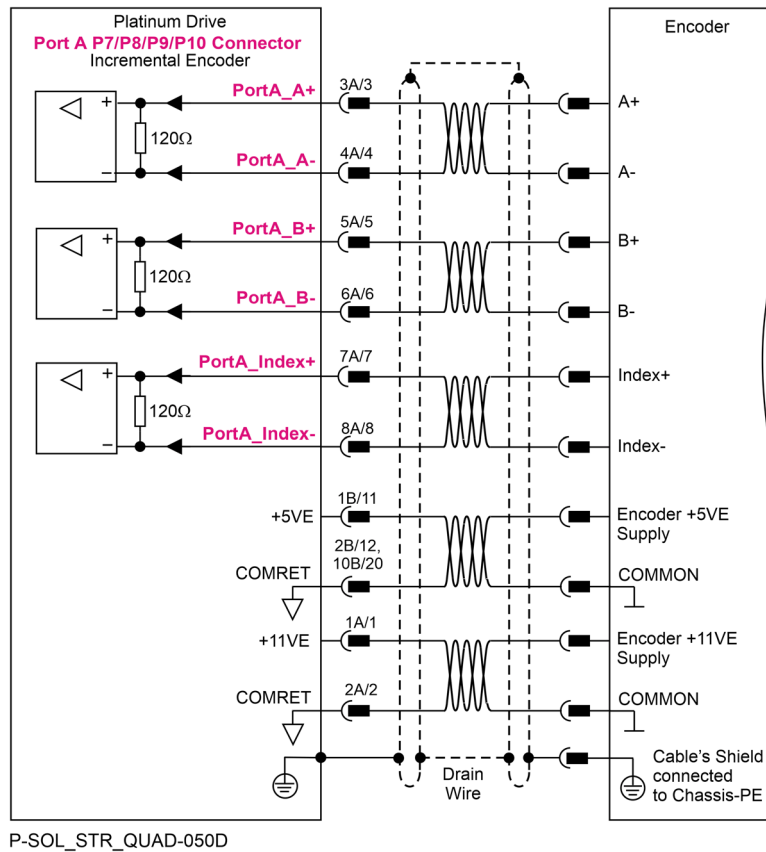 Platinum Drive
Port A P7/P8/P9/P10 Connector
Incremental Encoder
Encoder
PortA_A+
3A/3
A+
+
120Ω
PortA_A-
4A/4
A-
−
PortA_B+
5A/5
B+
+
120Ω
PortA_B-
6A/6
B-
−
PortA_Index+
7A/7
Index+
+
120Ω
PortA_Index-
8A/8
Index-
−
+5VE
1B/11
Encoder +5VE
Supply
COMRET
2B/12,
10B/20
COMMON
+11VE
1A/1
Encoder +11VE
Supply
COMRET
2A/2
COMMON
Drain
Wire
Cable's Shield
connected
to Chassis-PE
P-SOL_STR_QUAD-050D